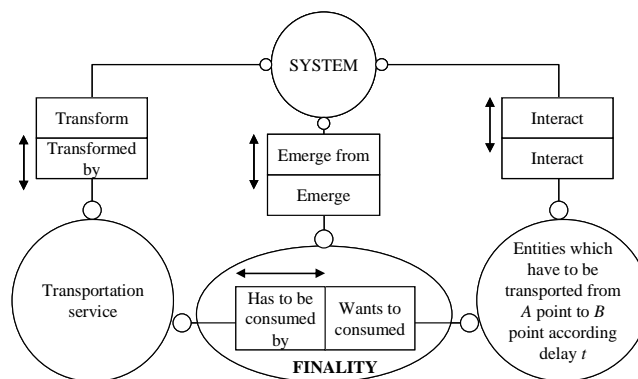 SYSTEM
Transform
Transformed
by
Emerge from
Emerge
Interact
Interact
Transportation
service
Has to be
consumed
by
Wants to
consumed
FINALITY
Entities which
have to be
transported from
A point to B
point according
delay t